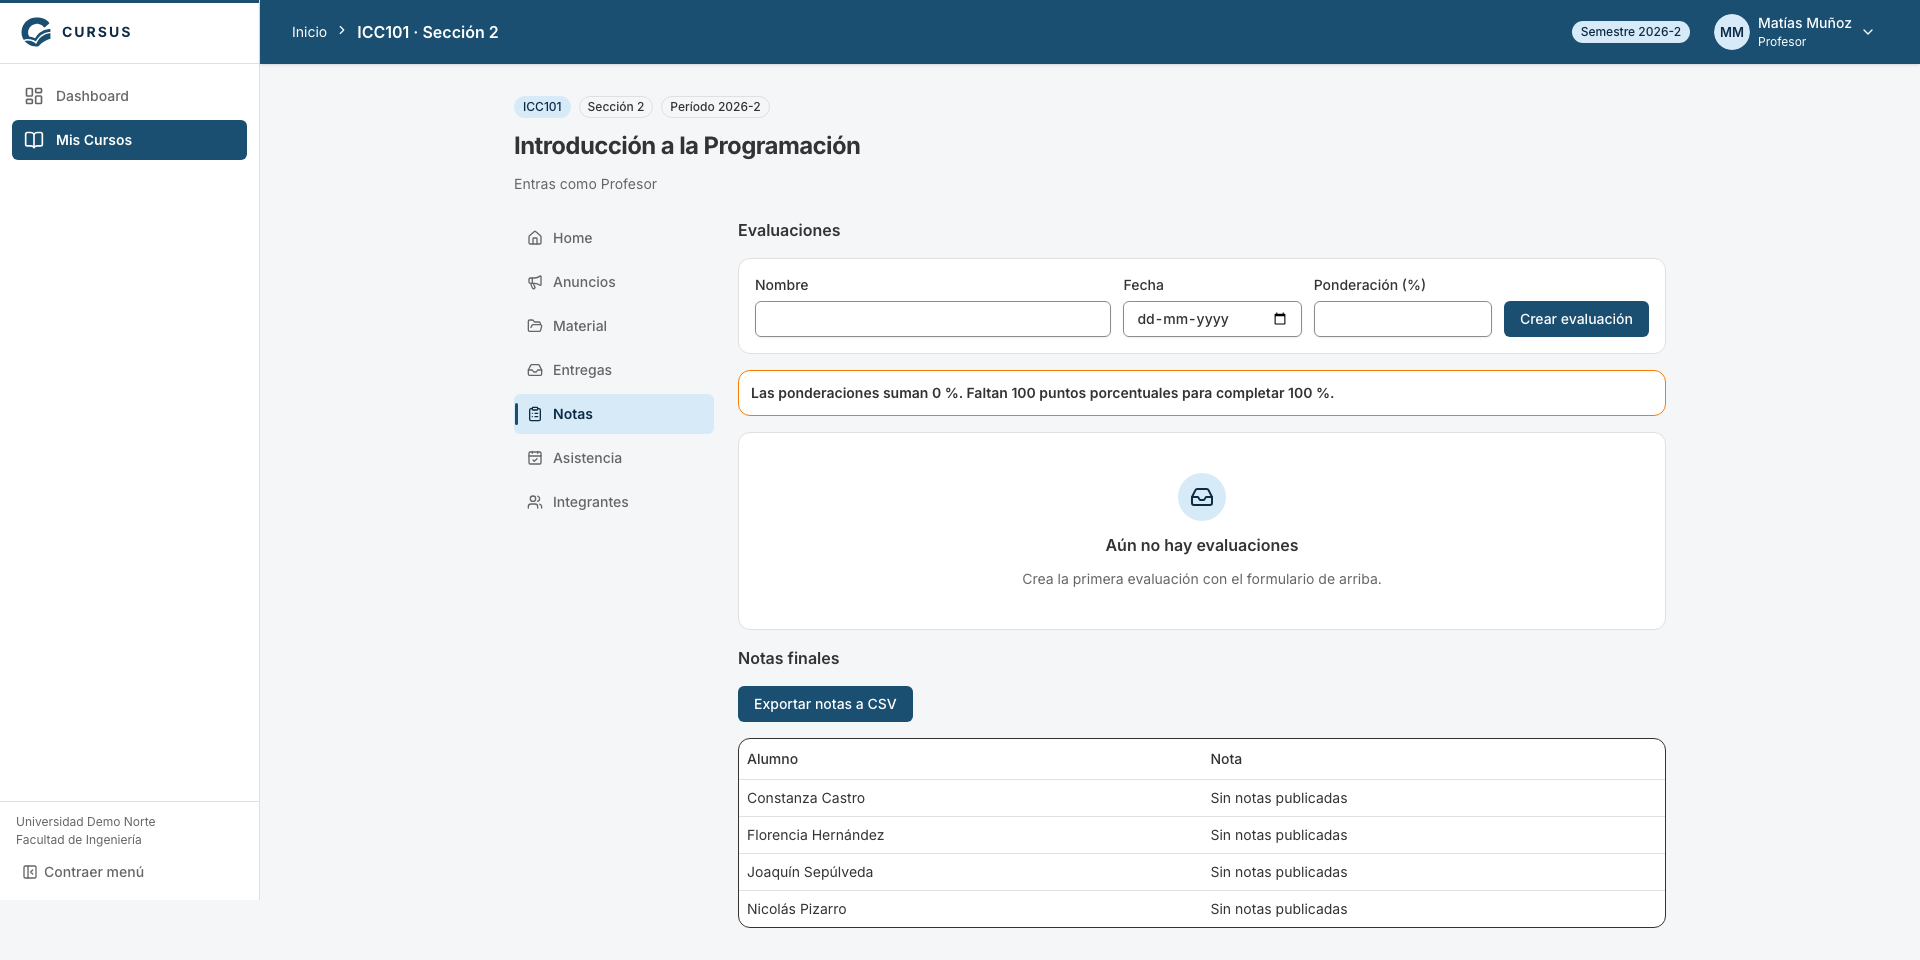 CURSUS
Inicio
ICC101 · Sección 2
Semestre 2026-2
MM
Matías Muñoz
Profesor
Dashboard
Mis Cursos
ICC101
Sección 2
Período 2026-2
Introducción a la Programación
Entras como Profesor
Home
Anuncios
Material
Entregas
Notas
Asistencia
Integrantes
Evaluaciones
Nombre
Fecha
Ponderación (%)
dd-mm-yyyy
Crear evaluación
Las ponderaciones suman 0 %. Faltan 100 puntos porcentuales para completar 100 %.
Aún no hay evaluaciones
Crea la primera evaluación con el formulario de arriba.
Notas finales
Exportar notas a CSV
Alumno Nota
Constanza Castro Sin notas publicadas
Florencia Hernández Sin notas publicadas
Joaquín Sepúlveda Sin notas publicadas
Nicolás Pizarro Sin notas publicadas
Universidad Demo Norte
Facultad de Ingeniería
Contraer menú